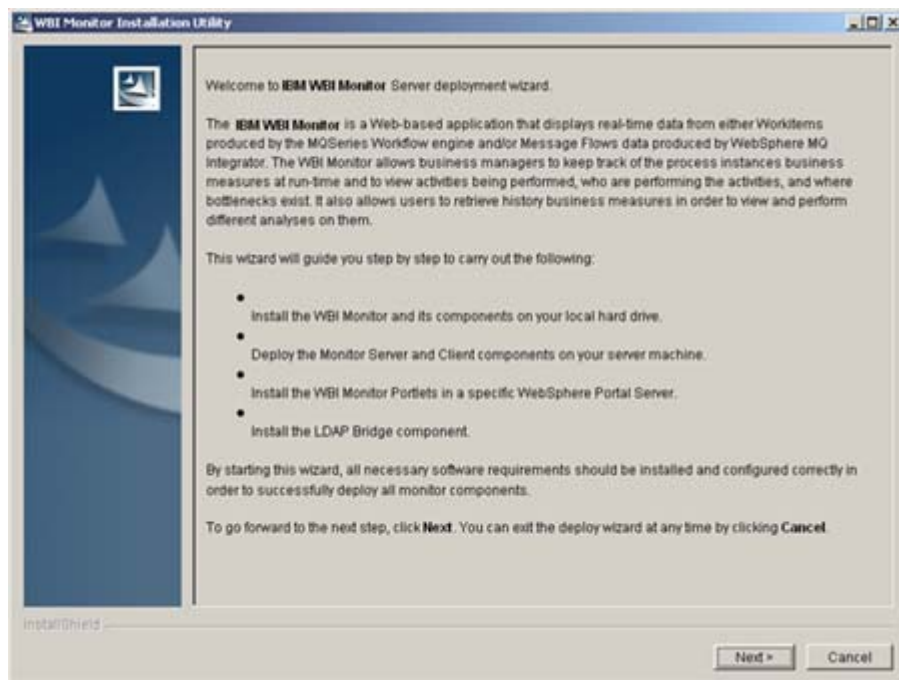 WBI Monitor Installation Utility
Welcome to IBM WBI Monitor Server deployment wizard.
The IBM WBI Monitor is a Web-based application that displays real-time data from either Workitems
produced by the MQSeries Workflow engine and/or Message Flows data produced by WebSphere MQ
Integrator. The WBI Monitor allows business managers to keep track of the process instances business
measures at run-time and to view activities being performed, who are performing the activities, and where
bottlenecks exist. It also allows users to retrieve history business measures in order to view and perform
different analyses on them.
This wizard will guide you step by step to carry out the following:
Install the WBI Monitor and its components on your local hard drive.
Deploy the Monitor Server and Client components on your server machine.
Install the WBI Monitor Portlets in a specific WebSphere Portal Server.
Install the LDAP Bridge component.
By starting this wizard, all necessary software requirements should be installed and configured correctly in
order to successfully deploy all monitor components.
To go forward to the next step, click Next. You can exit the deploy wizard at any time by clicking Cancel.
InstallShield
Next >
Cancel